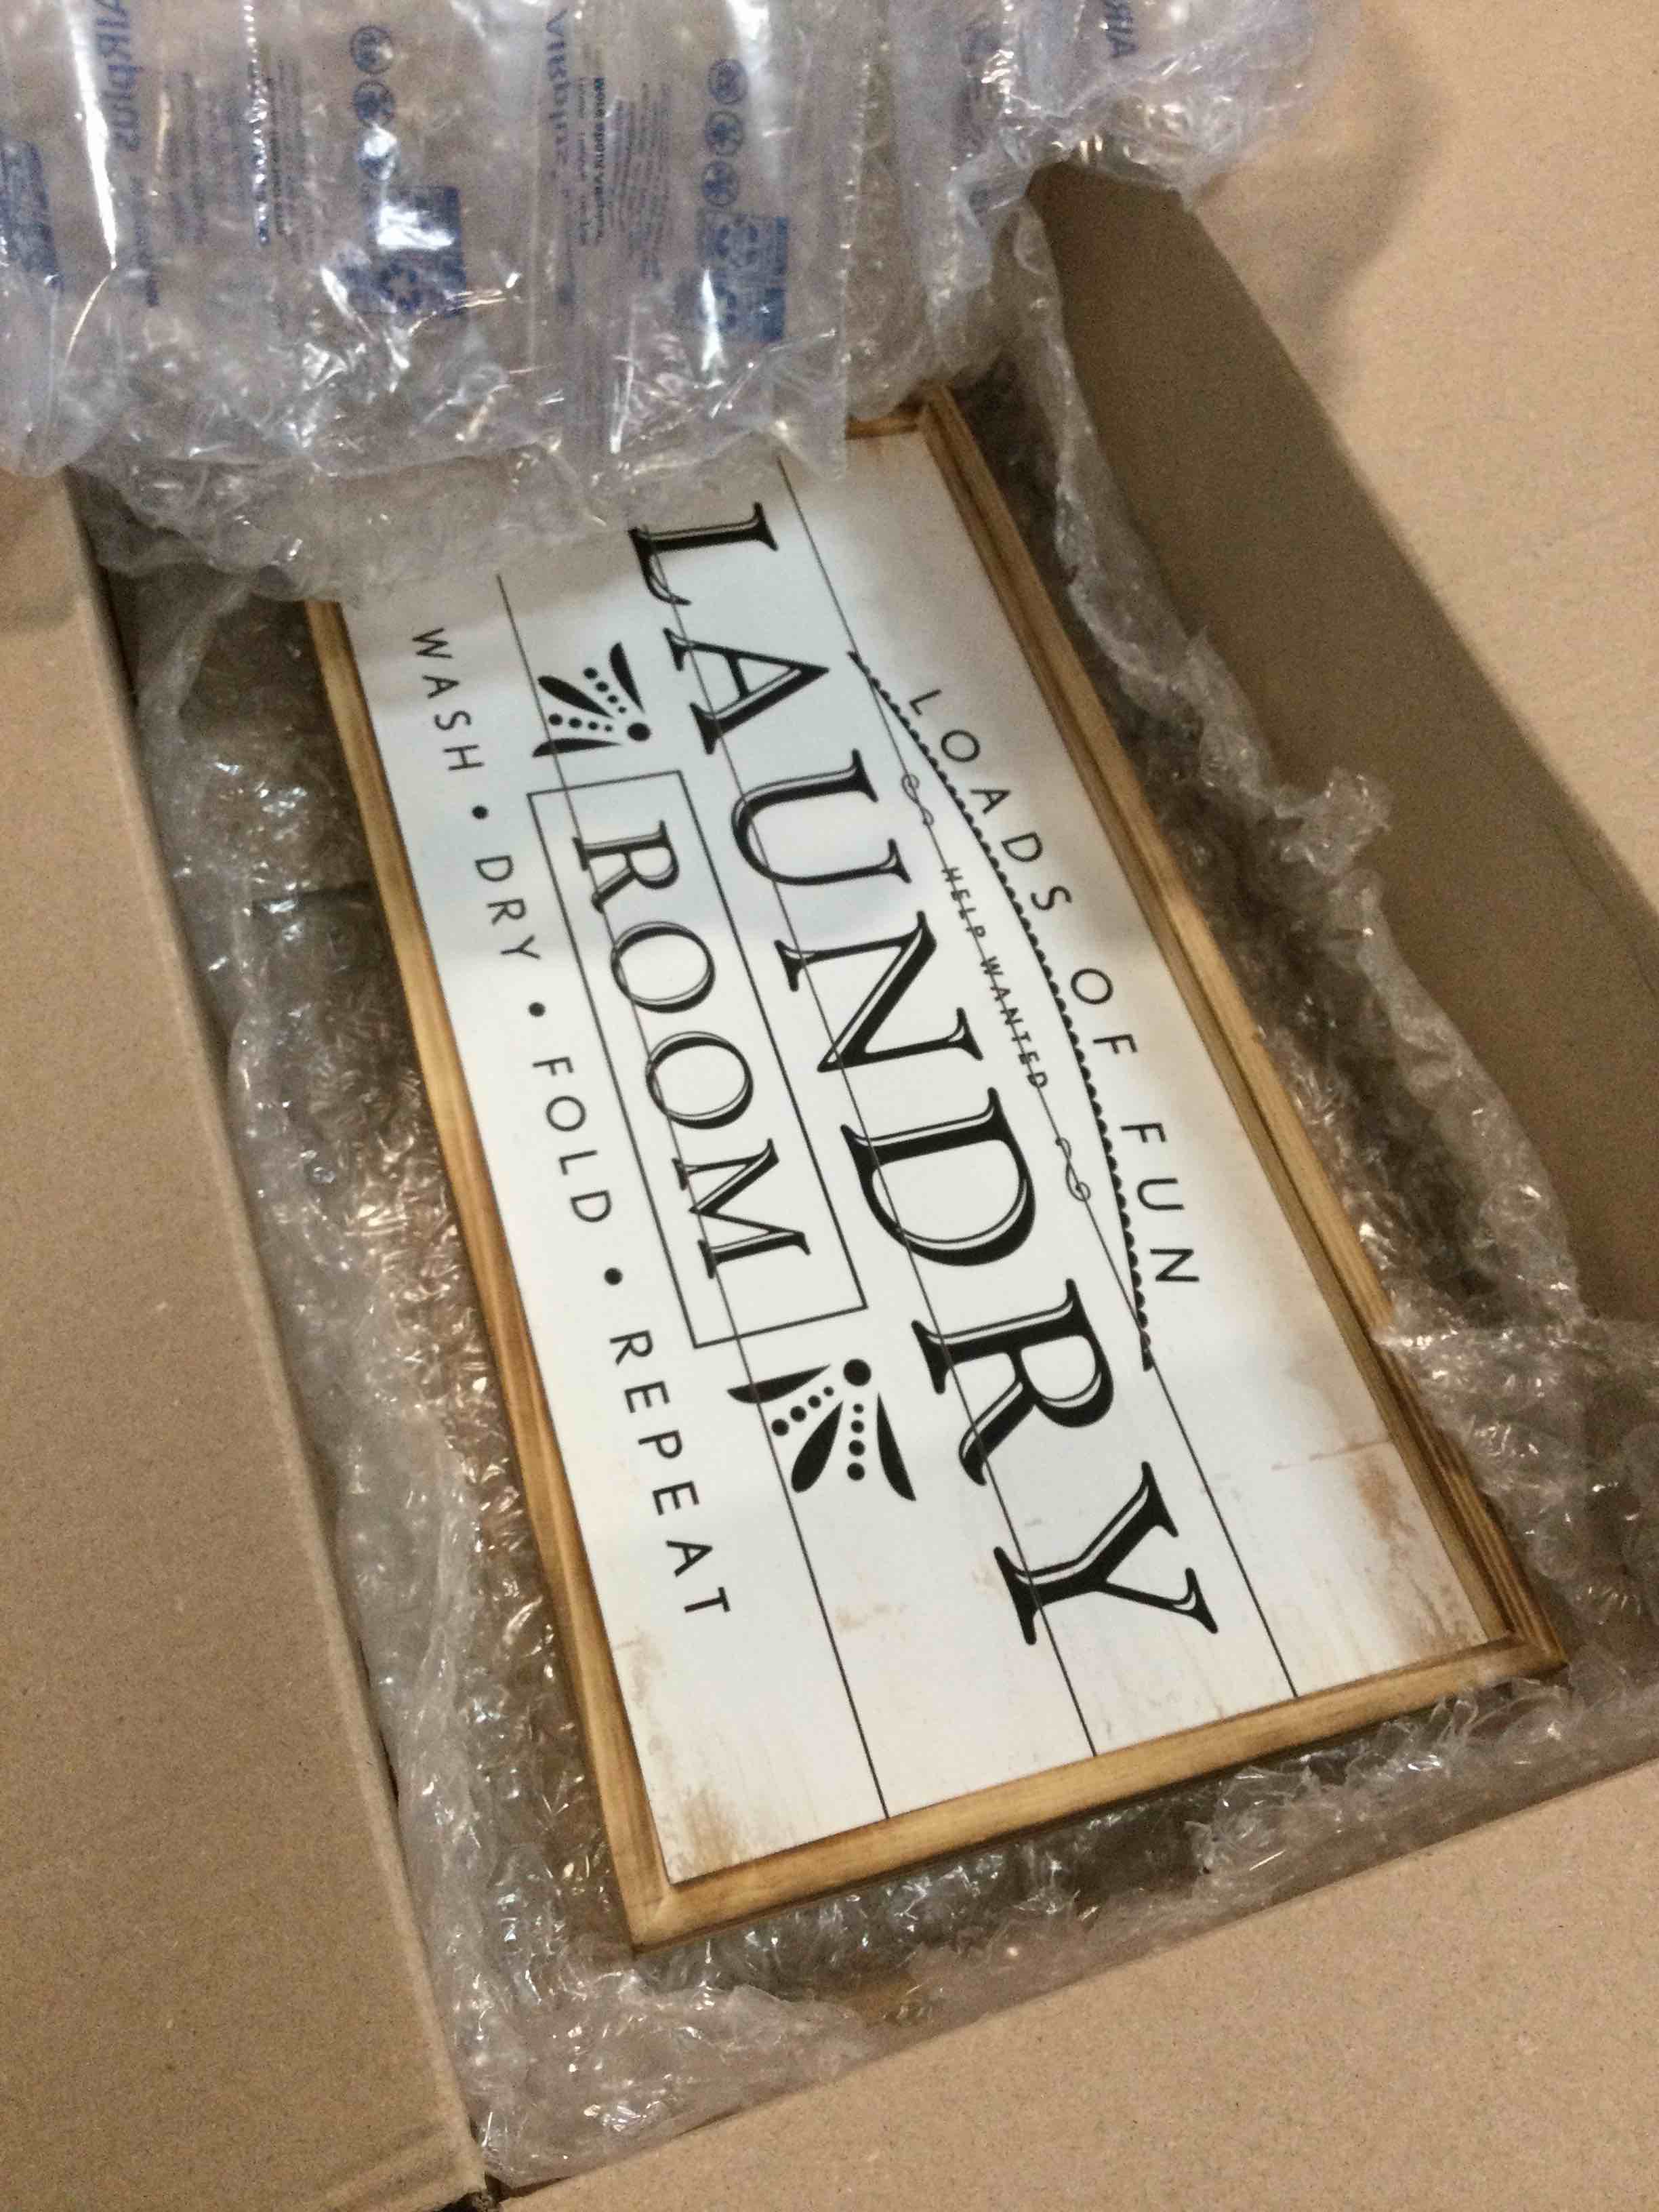 LOADS OF FUN
HELP WANTED
LAUNDRY
ROOM
WASH • DRY • FOLD • REPEAT